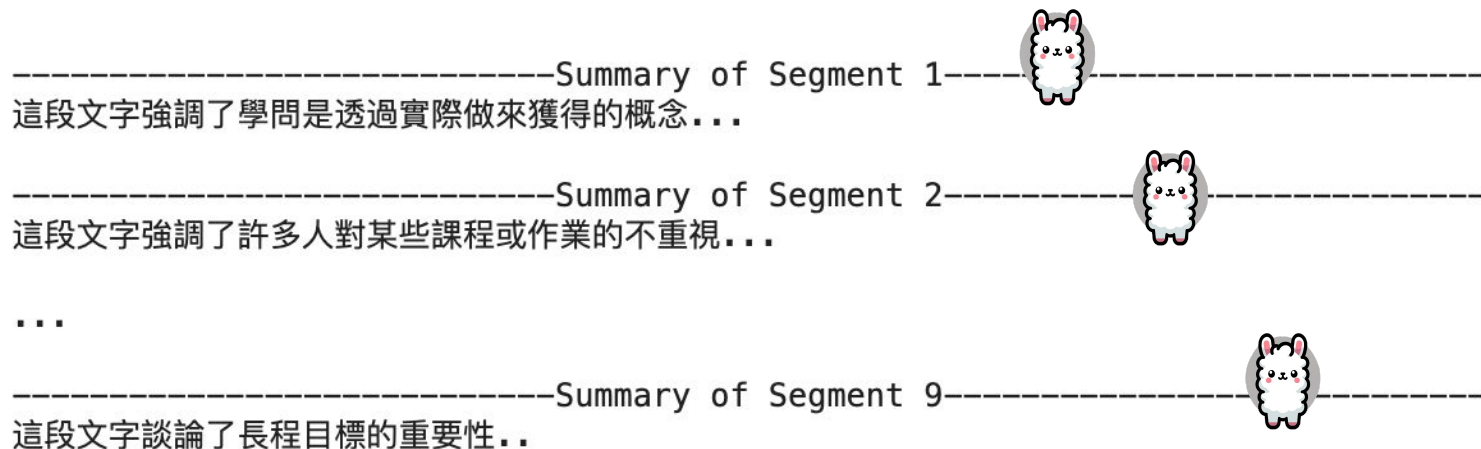 ----------------------------Summary of Segment 1----------------------------
這段文字強調了學問是透過實際做來獲得的概念...
----------------------------Summary of Segment 2----------------------------
這段文字強調了許多人對某些課程或作業的不重視...
...
----------------------------Summary of Segment 9----------------------------
這段文字談論了長程目標的重要性..